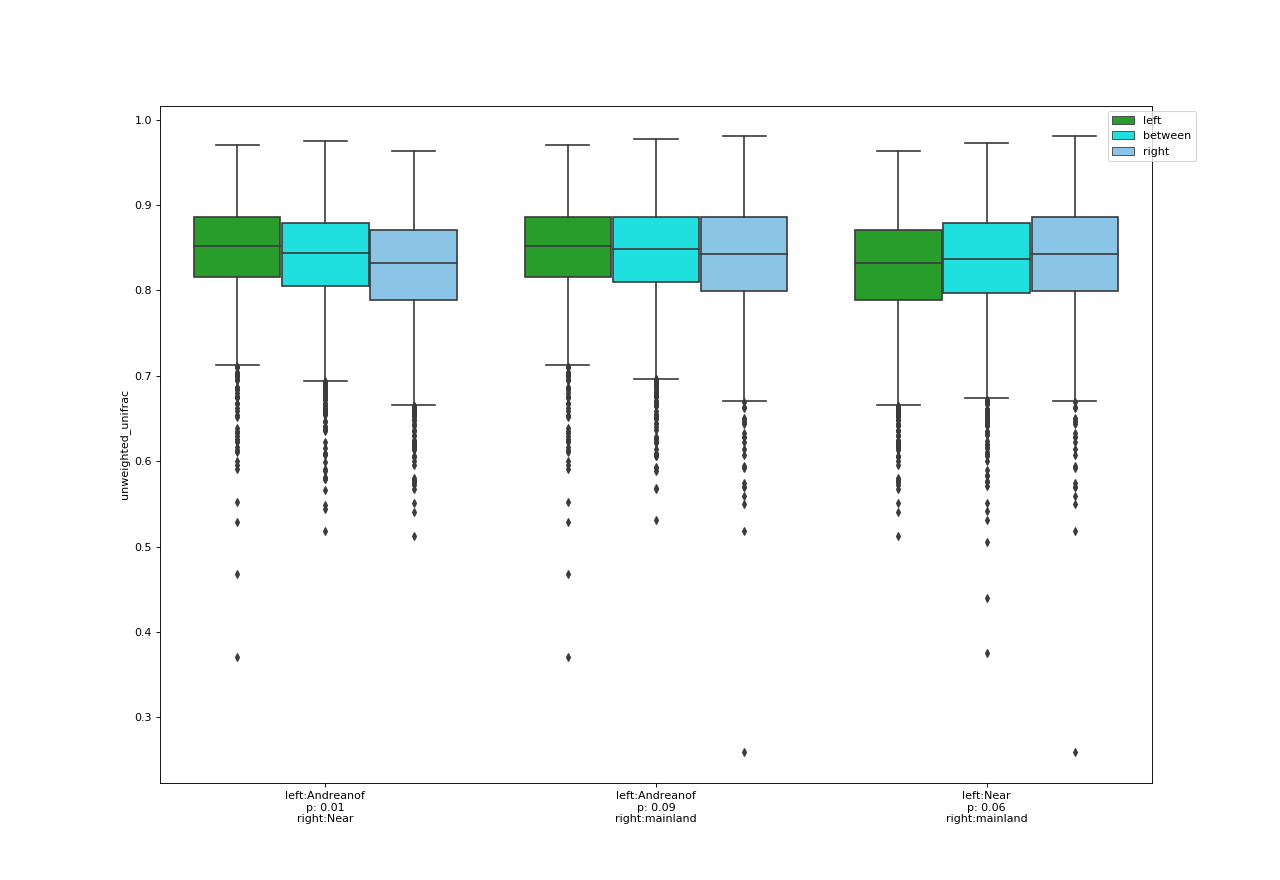 left
between
right
1.0
0.9
0.8
0.7
0.6
0.5
0.4
0.3
unweighted_unifrac
left:Andreanof
p: 0.01
right:Near
left:Andreanof
p: 0.09
right:mainland
left:Near
p: 0.06
right:mainland